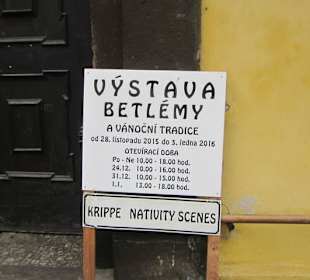 VÝSTAVA
BETLÉMY
A VÁNOČNÍ TRADICE
od 28. listopadu 2015 do 3. ledna 2016
OTEVÍRACÍ DOBA
Po - Ne 10.00 - 18.00 hod.
24.12. 10.00 - 16.00 hod.
31.12. 10.00 - 15.00 hod.
1.1. 13.00 - 18.00 hod.
KRIPPE NATIVITY SCENES